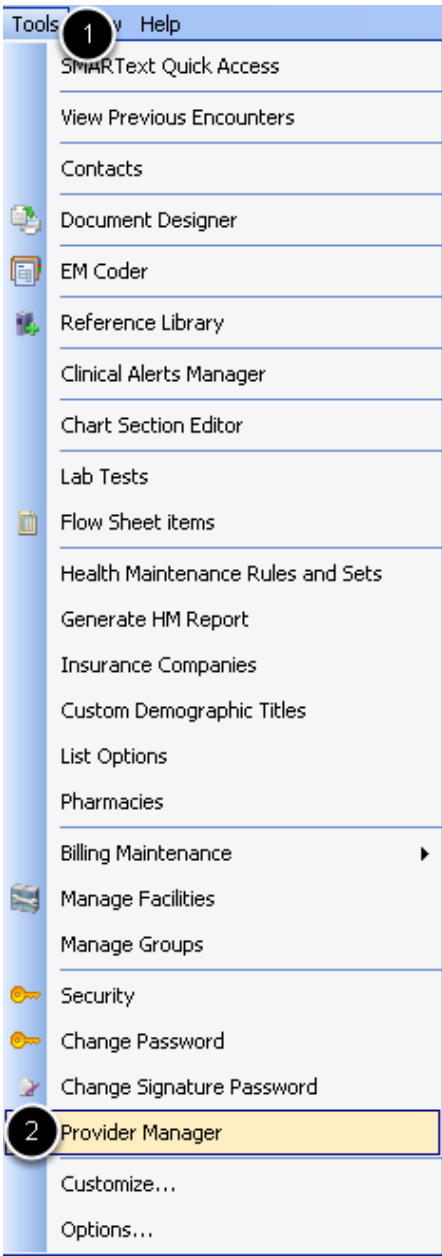 Tools Help
1
SMARText Quick Access
View Previous Encounters
Contacts
Document Designer
EM Coder
Reference Library
Clinical Alerts Manager
Chart Section Editor
Lab Tests
Flow Sheet items
Health Maintenance Rules and Sets
Generate HM Report
Insurance Companies
Custom Demographic Titles
List Options
Pharmacies
Billing Maintenance
Manage Facilities
Manage Groups
Security
Change Password
Change Signature Password
2 Provider Manager
Customize...
Options...